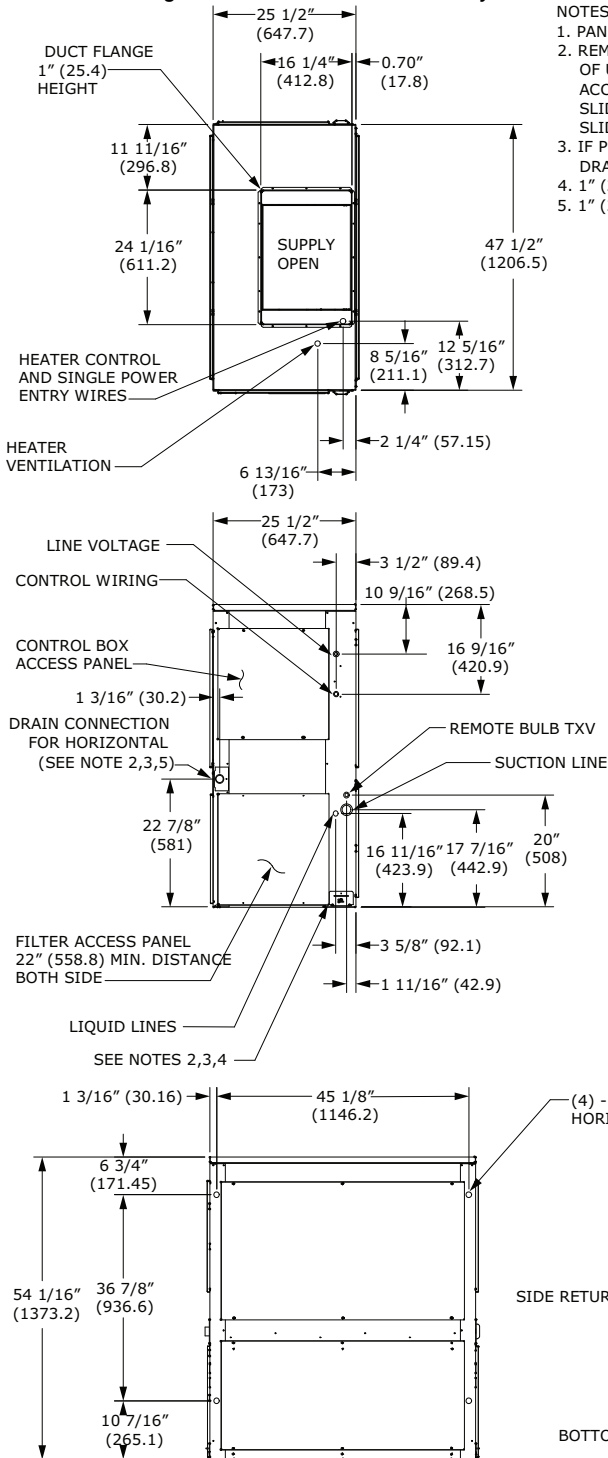 25 1/2”
(647.7)
NOTES
1. PAN
2. REM
OF U
ACC
SLID
SLID
3. IF P
DRA
4. 1” (
5. 1” (
DUCT FLANGE
1” (25.4)
HEIGHT
16 1/4”
(412.8)
0.70”
(17.8)
11 11/16”
(296.8)
24 1/16”
(611.2)
SUPPLY
OPEN
47 1/2”
(1206.5)
HEATER CONTROL
AND SINGLE POWER
ENTRY WIRES
8 5/16”
(211.1)
12 5/16”
(312.7)
HEATER
VENTILATION
2 1/4” (57.15)
6 13/16”
(173)
25 1/2”
(647.7)
LINE VOLTAGE
3 1/2” (89.4)
CONTROL WIRING
10 9/16” (268.5)
16 9/16”
(420.9)
CONTROL BOX
ACCESS PANEL
1 3/16” (30.2)
DRAIN CONNECTION
FOR HORIZONTAL
(SEE NOTE 2,3,5)
REMOTE BULB TXV
SUCTION LINE
22 7/8”
(581)
16 11/16”
(423.9)
17 7/16”
(442.9)
20”
(508)
FILTER ACCESS PANEL
22” (558.8) MIN. DISTANCE
BOTH SIDE
3 5/8” (92.1)
1 11/16” (42.9)
LIQUID LINES
SEE NOTES 2,3,4
1 3/16” (30.16)
45 1/8”
(1146.2)
(4) -
HORI
6 3/4”
(171.45)
54 1/16”
(1373.2)
36 7/8”
(936.6)
SIDE RETUR
10 7/16”
(265.1)
BOTTO